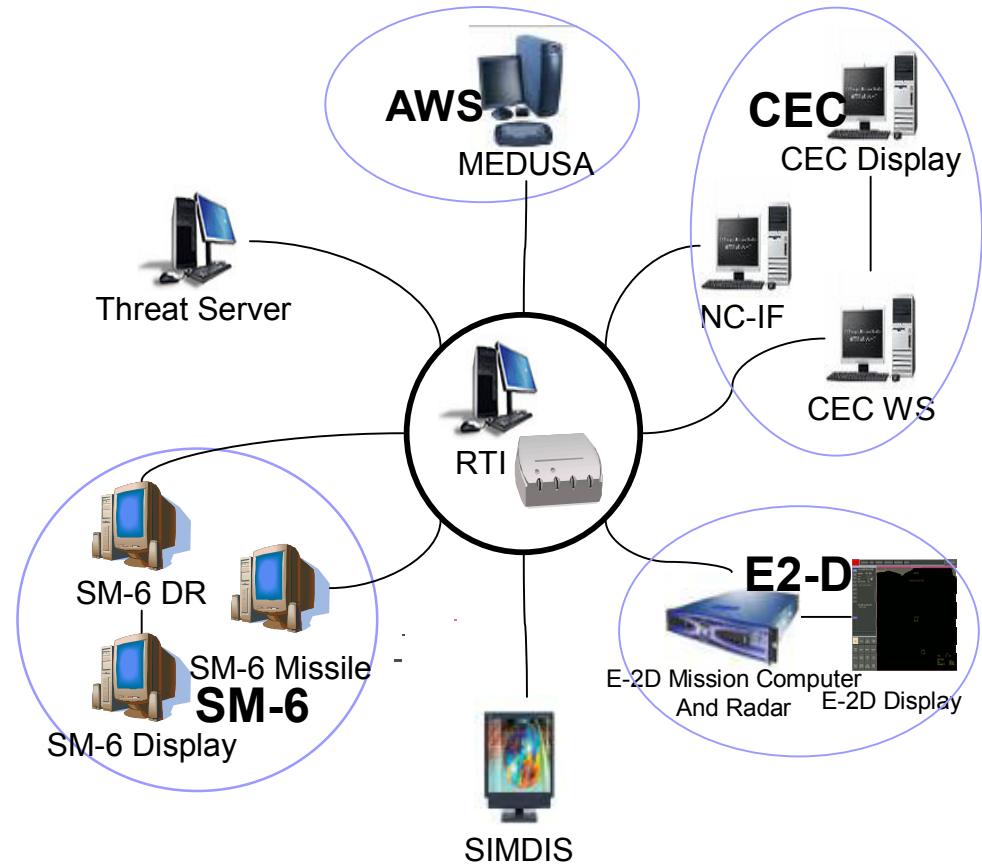 AWS
MEDUSA
CEC
CEC Display
NC-IF
CEC WS
Threat Server
RTI
SM-6 DR
SM-6 Missile
SM-6
SM-6 Display
E2-D
E-2D Mission Computer
And Radar
E-2D Display
SIMDIS